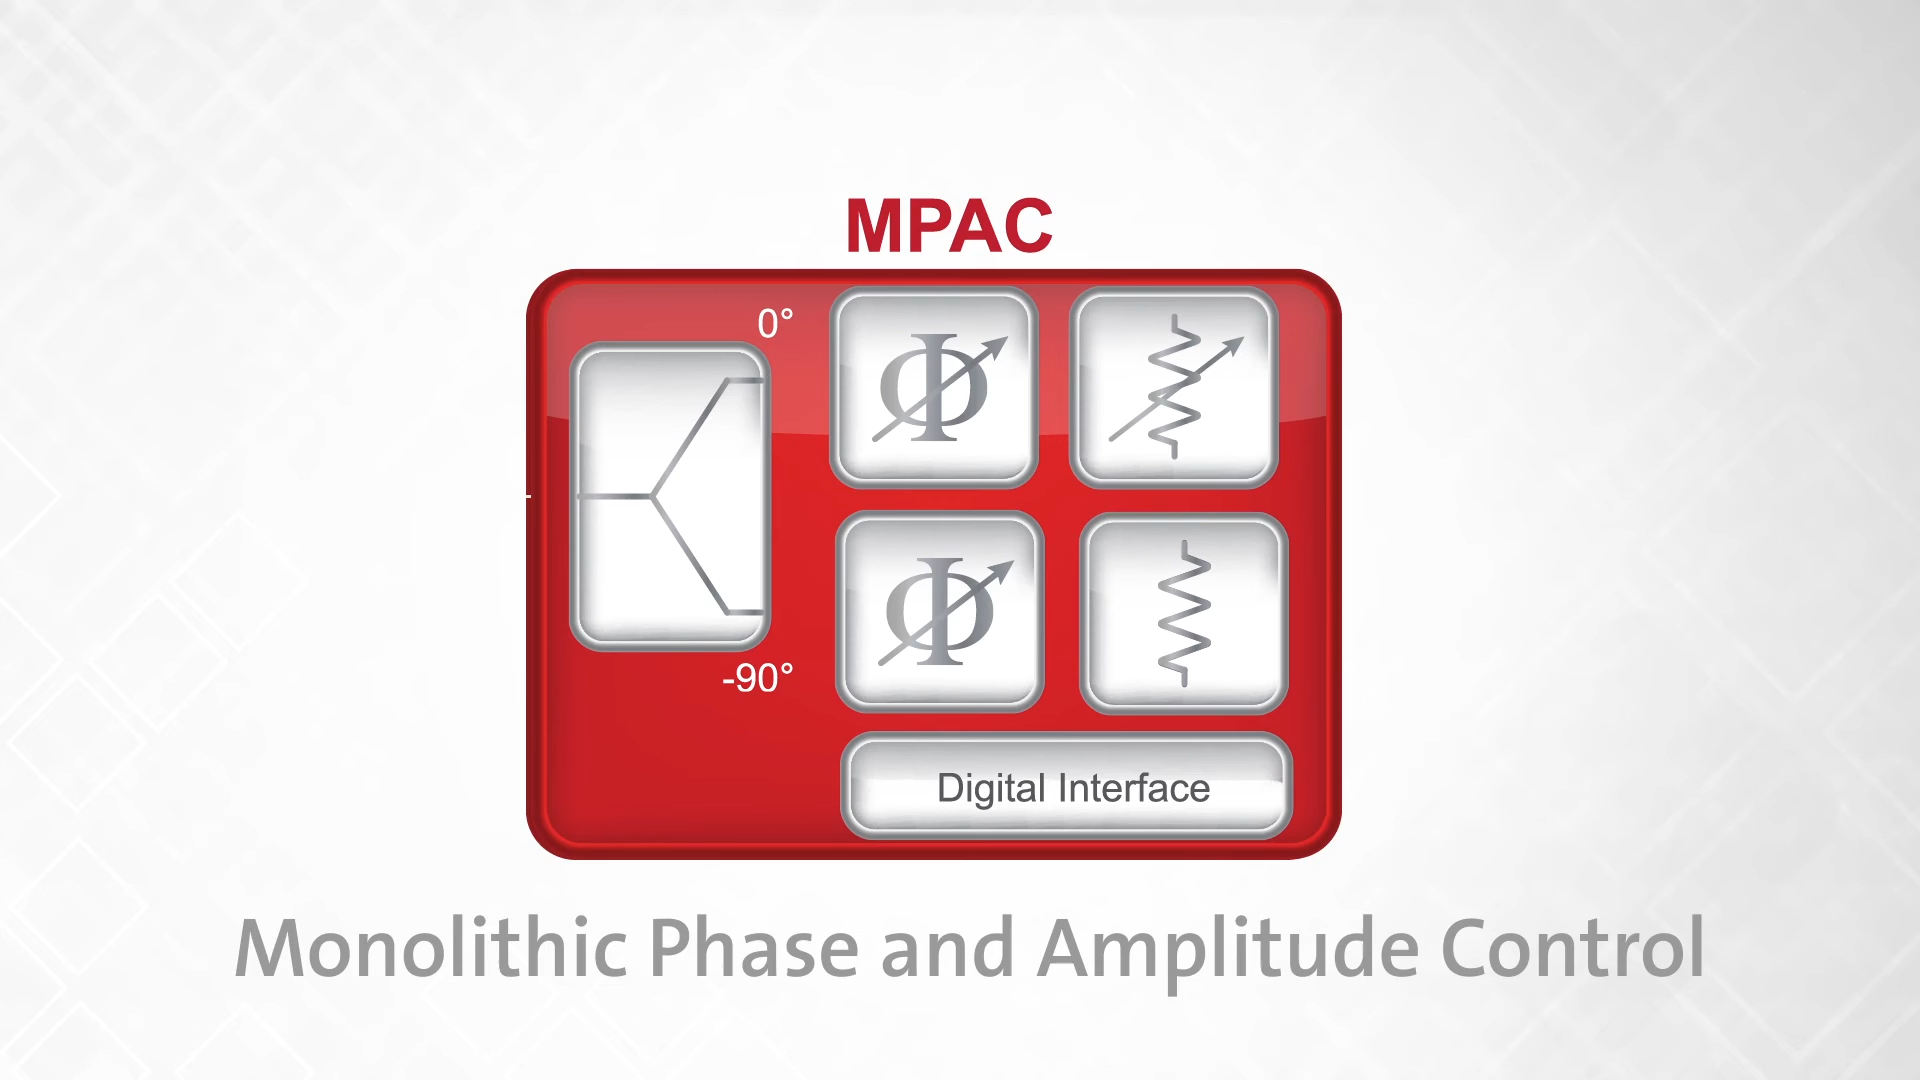 MPAC
0°
Φ
Φ
-90°
Digital Interface
Monolithic Phase and Amplitude Control